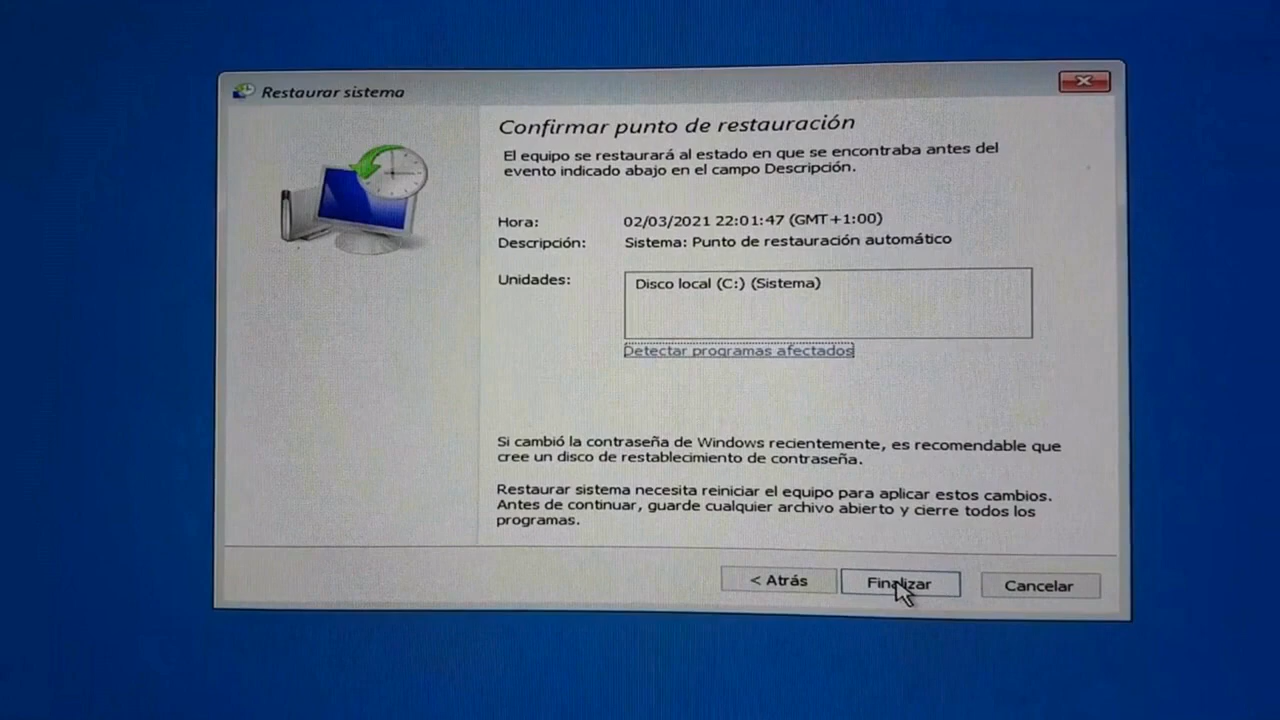 Restaurar sistema
Confirmar punto de restauración
El equipo se restaurará al estado en que se encontraba antes del
evento indicado abajo en el campo Descripción.
Hora: 02/03/2021 22:01:47 (GMT+1:00)
Descripción: Sistema: Punto de restauración automático
Unidades: Disco local (C:) (Sistema)
Detectar programas afectados
Si cambió la contraseña de Windows recientemente, es recomendable que
cree un disco de restablecimiento de contraseña.
Restaurar sistema necesita reiniciar el equipo para aplicar estos cambios.
Antes de continuar, guarde cualquier archivo abierto y cierre todos los
programas.
< Atrás Finalizar Cancelar